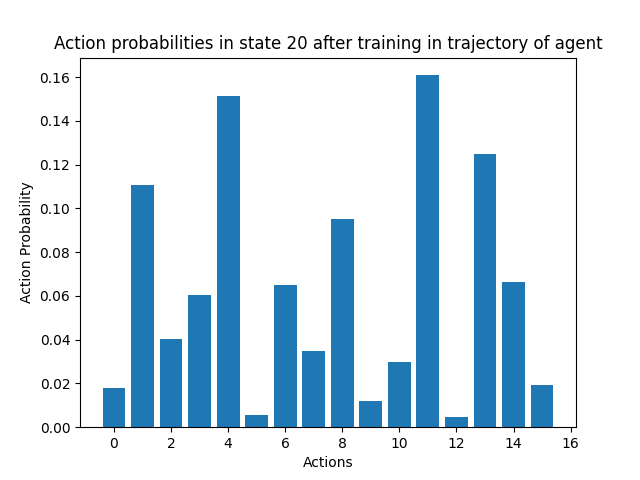 Action probabilities in state 20 after training in trajectory of agent
0.16
0.14
0.12
0.10
0.08
0.06
0.04
0.02
0.00
Action Probability
0 2 4 6 8 10 12 14 16
Actions